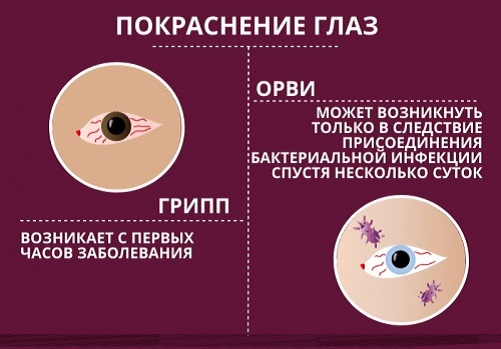 ПОКРАСНЕНИЕ ГЛАЗ
ГРИПП
ВОЗНИКАЕТ С ПЕРВЫХ
ЧАСОВ ЗАБОЛЕВАНИЯ
ОРВИ
МОЖЕТ ВОЗНИКНУТЬ
ТОЛЬКО В СЛЕДСТВИЕ
ПРИСОЕДИНЕНИЯ
БАКТЕРИАЛЬНОЙ ИНФЕКЦИИ
СПУСТЯ НЕСКОЛЬКО СУТОК